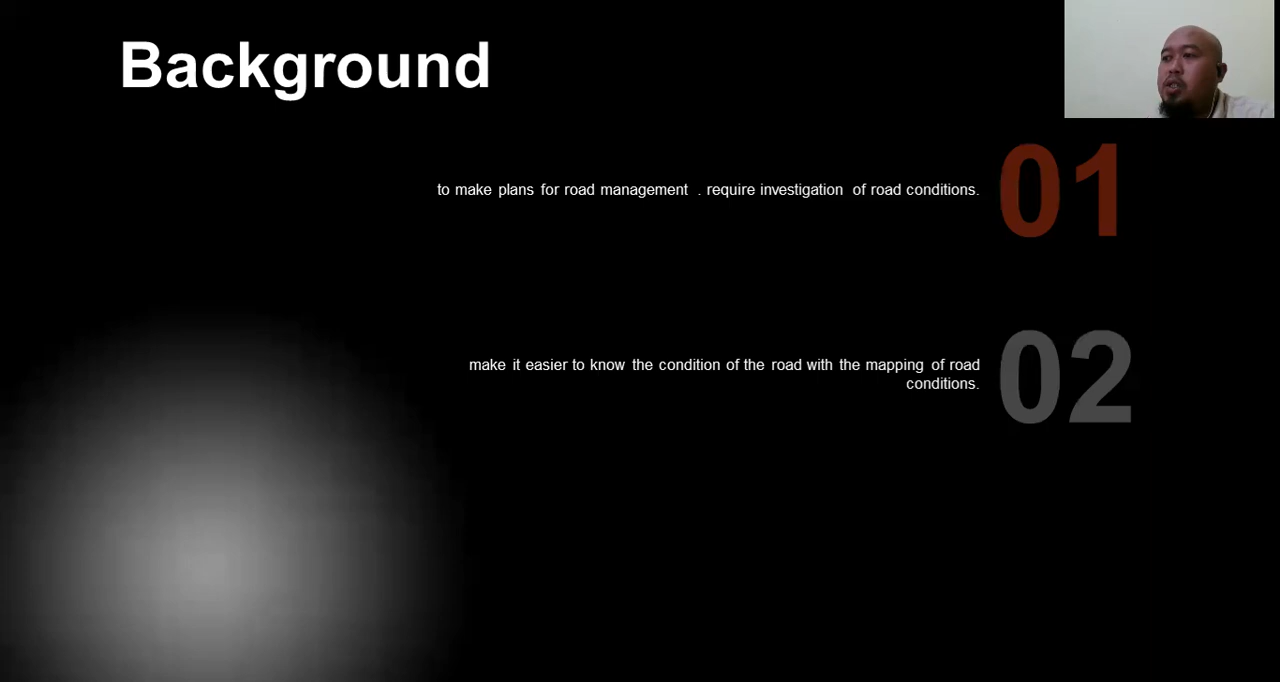 Background
to make plans for road management . require investigation of road conditions.
01
make it easier to know the condition of the road with the mapping of road
conditions.
02